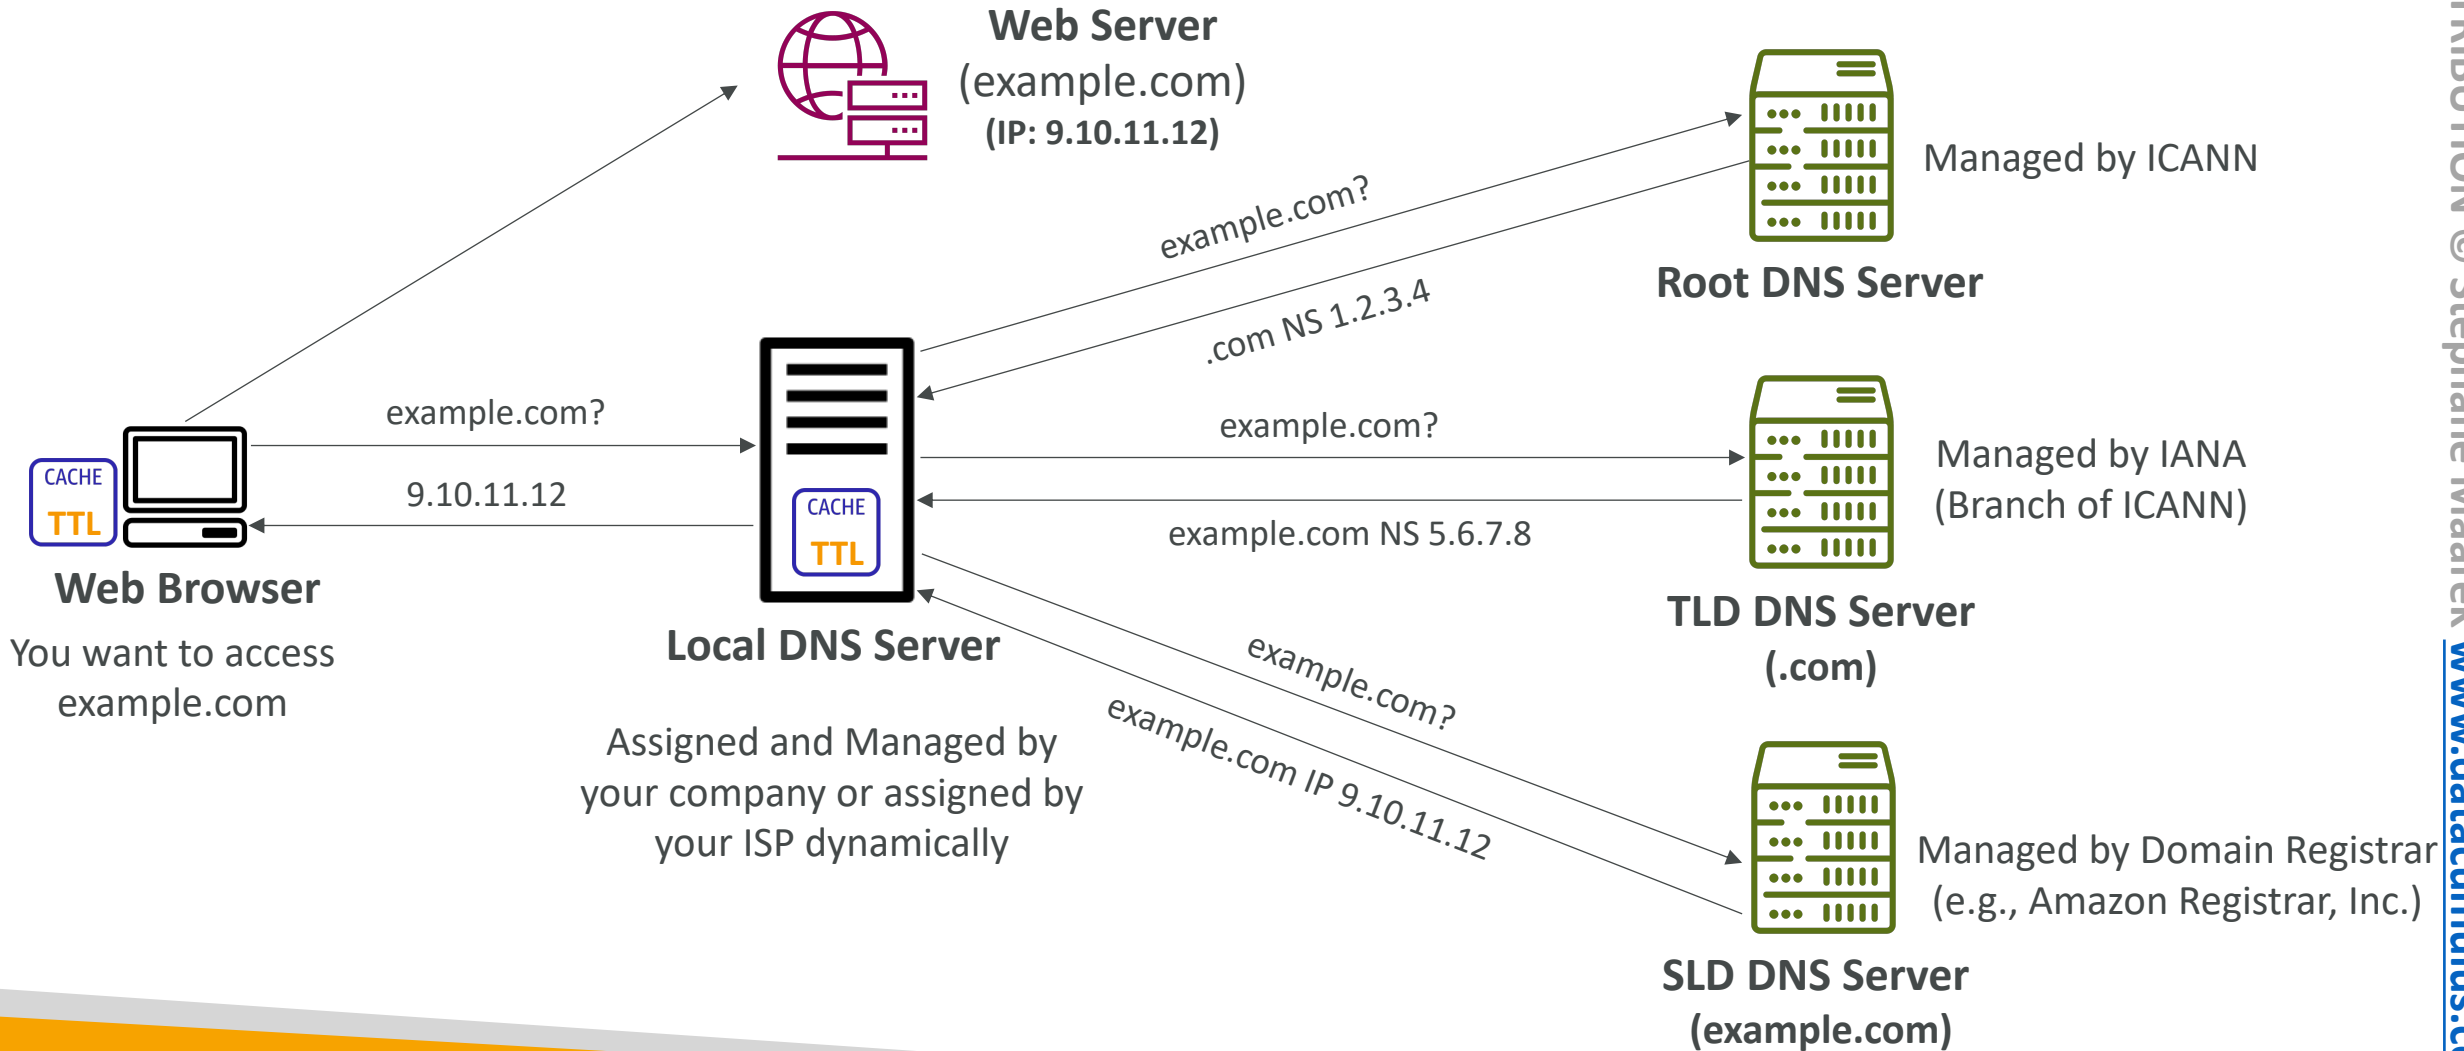 Web Server
(example.com)
(IP: 9.10.11.12)
Managed by ICANN
Root DNS Server
example.com?
.com NS 1.2.3.4
example.com?
9.10.11.12
CACHE
TTL
Web Browser
You want to access
example.com
CACHE
TTL
Local DNS Server
Assigned and Managed by
your company or assigned by
your ISP dynamically
example.com?
example.com NS 5.6.7.8
Managed by IANA
(Branch of ICANN)
TLD DNS Server
(.com)
example.com?
example.com IP 9.10.11.12
Managed by Domain Registrar
(e.g., Amazon Registrar, Inc.)
SLD DNS Server
(example.com)
© Stephane Maarek